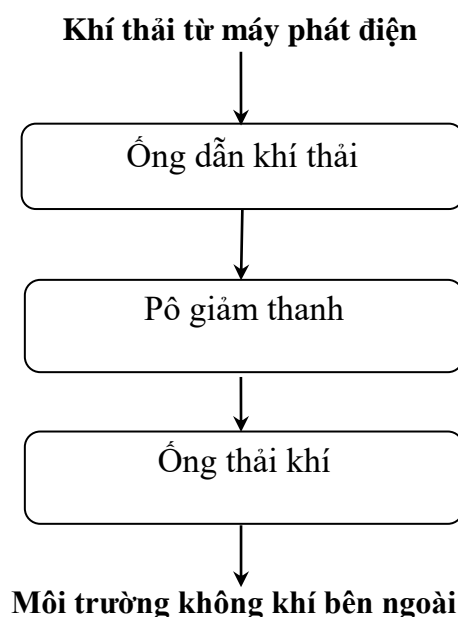 Khí thải từ máy phát điện
Ống dẫn khí thải
Pô giảm thanh
Ống thải khí
Môi trường không khí bên ngoài